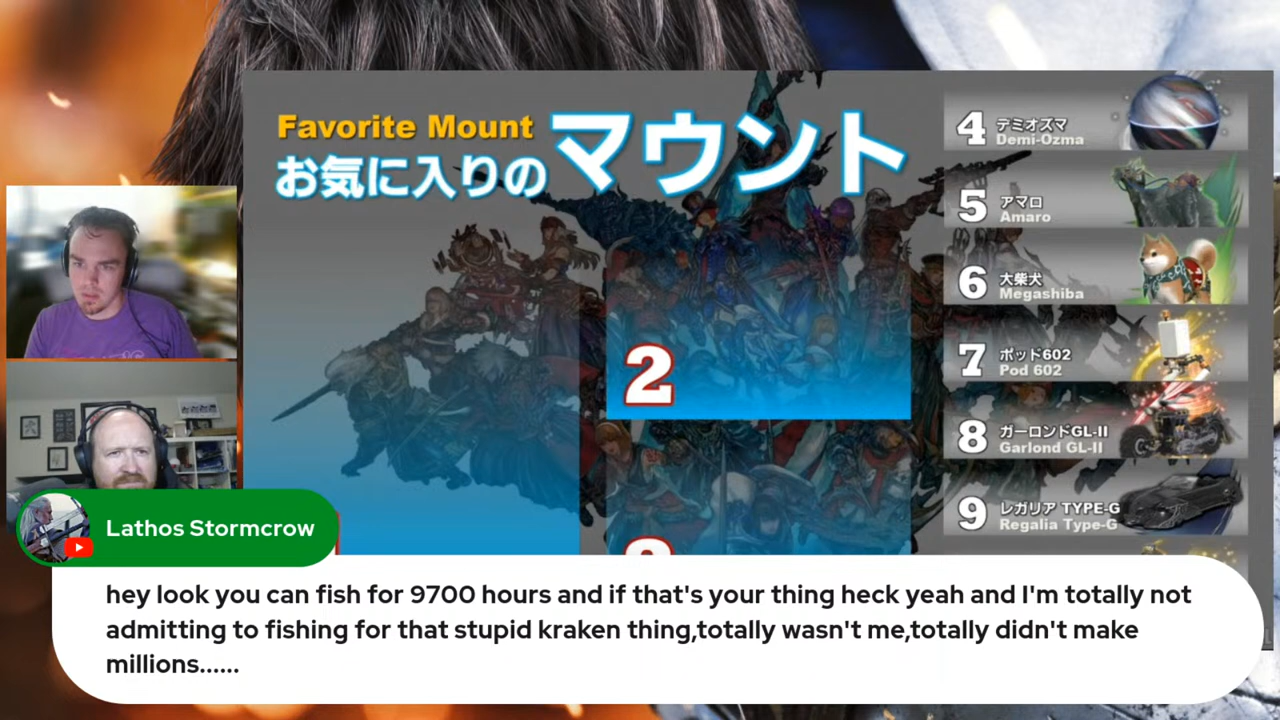 Favorite Mount
お気に入りの
マウント
4 デミオズマ
Demi-Ozma
5 アマロ
Amaro
6 大柴犬
Megashiba
7 ポッド602
Pod 602
8 ガーロンドGL-II
Garlond GL-II
9 レガリア TYPE-G
Regalia Type-G
2
Lathos Stormcrow
hey look you can fish for 9700 hours and if that's your thing heck yeah and I'm totally not
admitting to fishing for that stupid kraken thing,totally wasn't me,totally didn't make
millions......